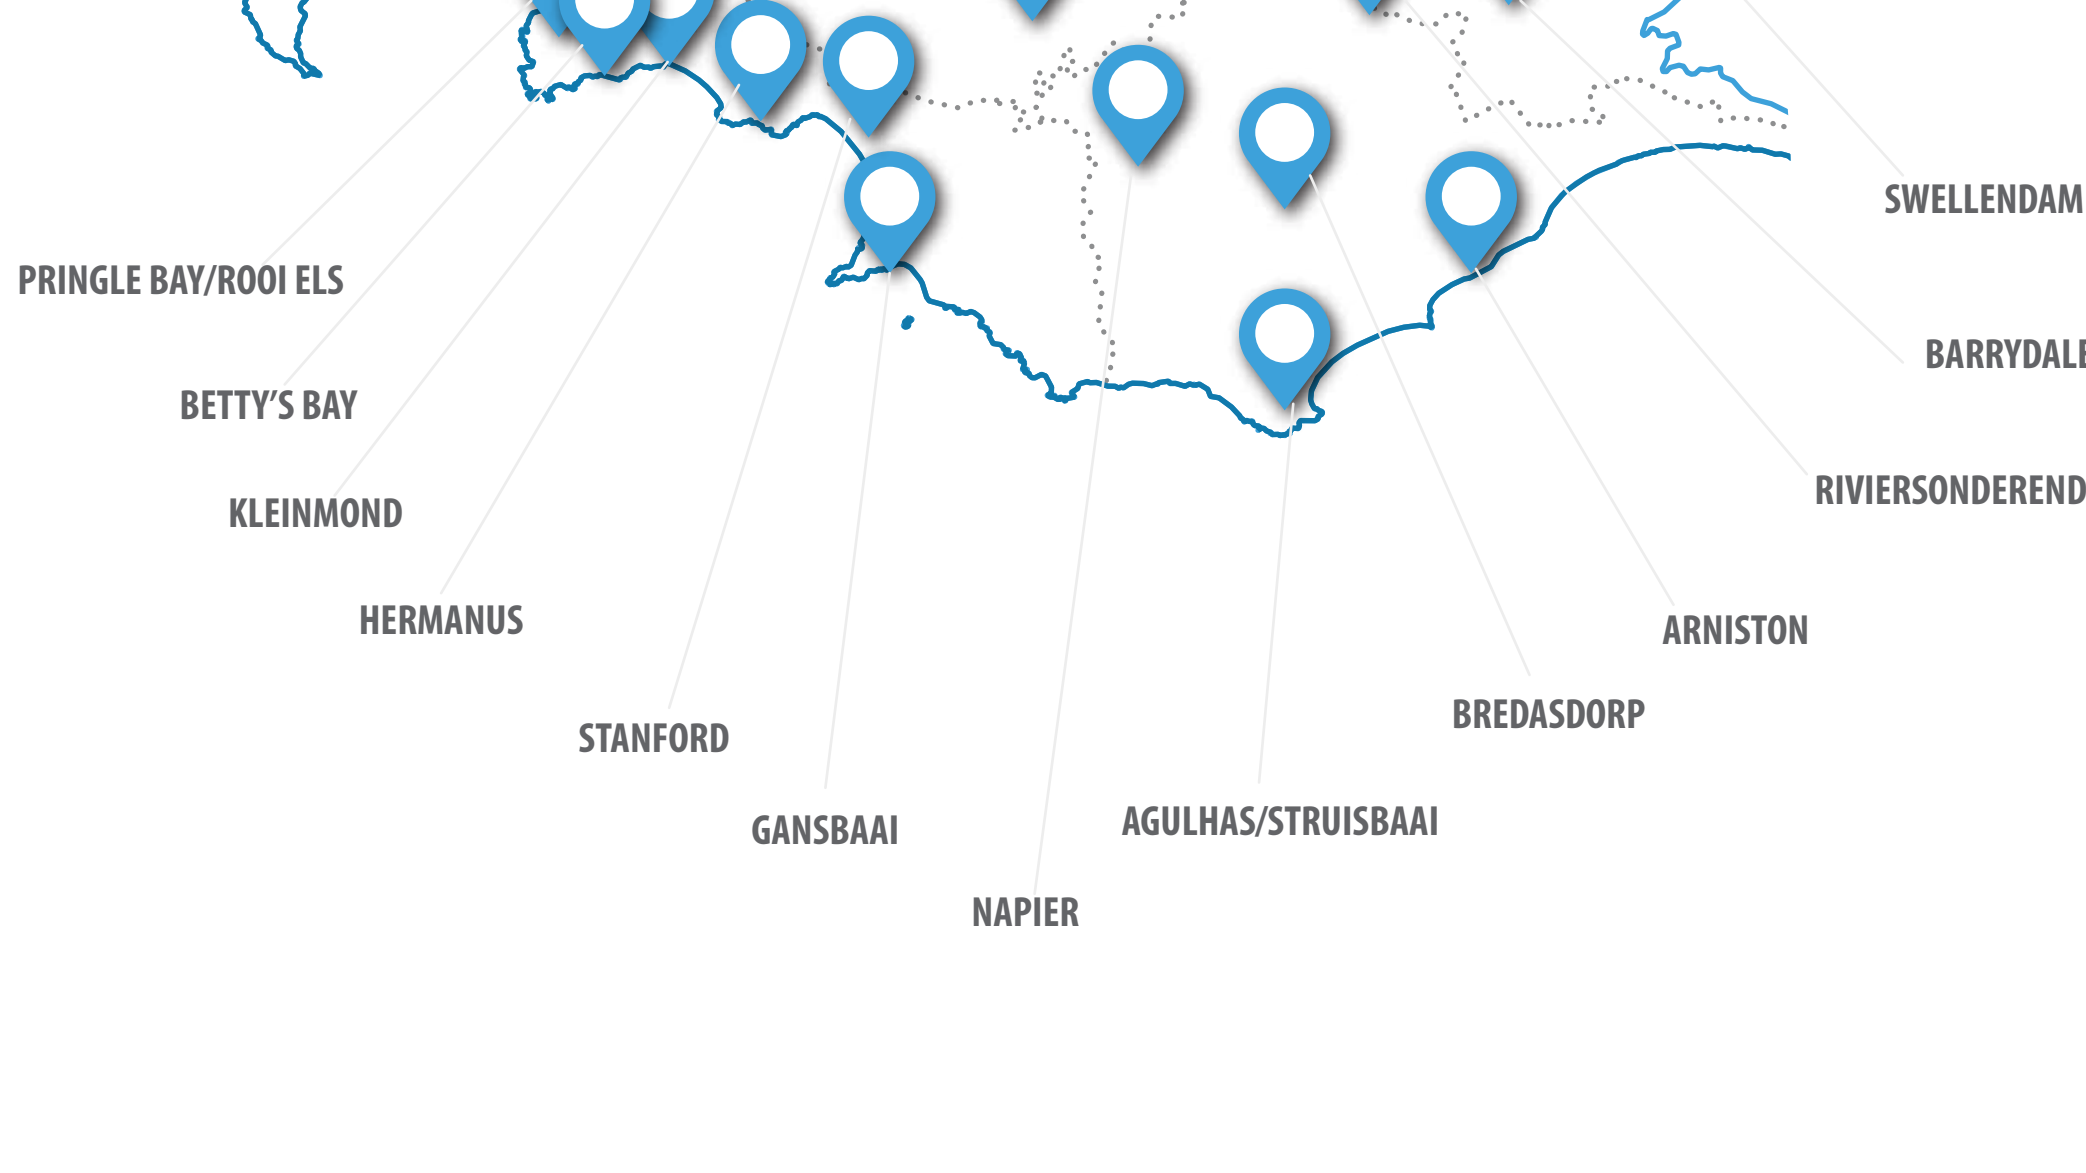 SWELLENDAM
PRINGLE BAY/ROOI ELS
BARRYDALE
BETTY’S BAY
RIVIERSONDEREND
KLEINMOND
HERMANUS
ARNISTON
BREDASDORP
STANFORD
AGULHAS/STRUISBAAI
GANSBAAI
NAPIER